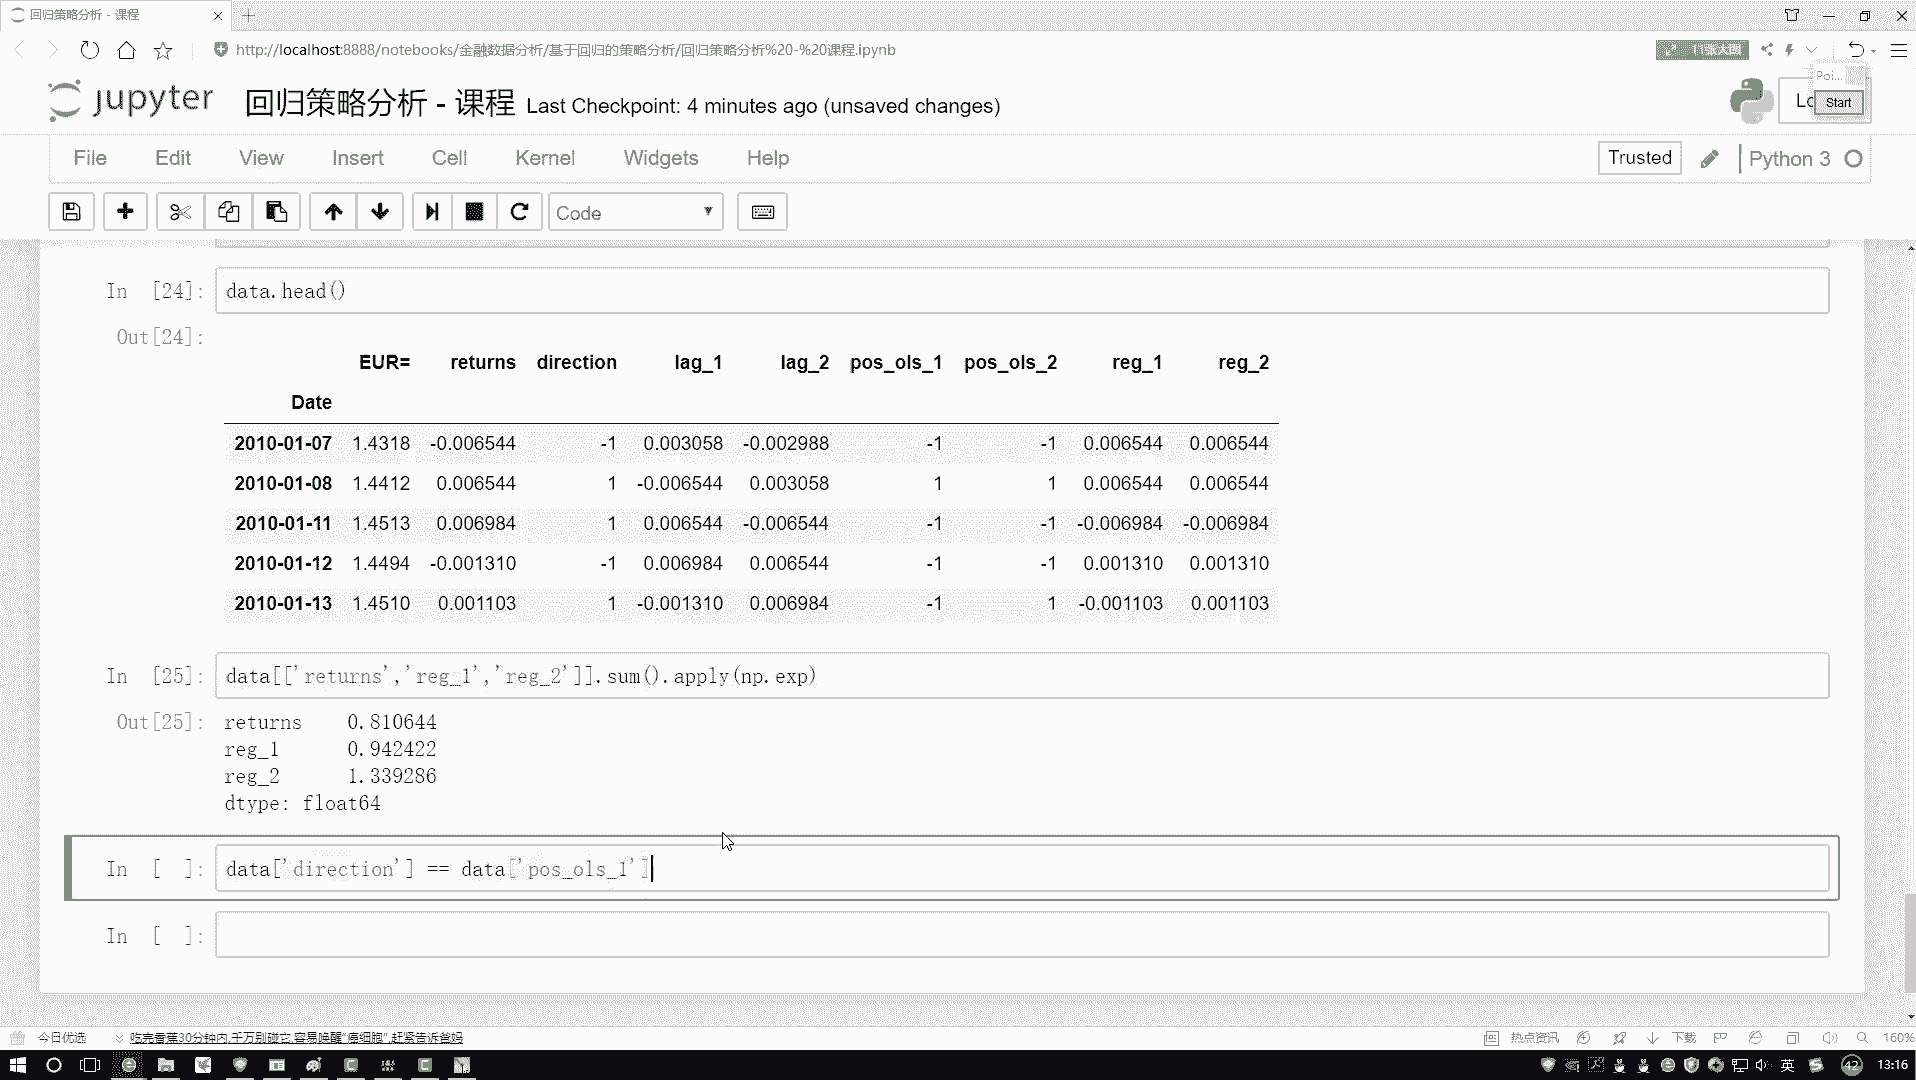 回归策略分析 - 课程
http://localhost:8888/notebooks/金融数据分析/基于回归的策略分析/回归策略分析%20-%20课程.ipynb
11张大图
Poi...
jupyter 回归策略分析 - 课程 Last Checkpoint: 4 minutes ago (unsaved changes)
Lo
Start
File Edit View Insert Cell Kernel Widgets Help
Trusted
Python 3
Code
In [24]: data.head()
Out[24]:
EUR= returns direction lag_1 lag_2 pos_ols_1 pos_ols_2 reg_1 reg_2
Date
2010-01-07 1.4318 -0.006544 -1 0.003058 -0.002988 -1 -1 0.006544 0.006544
2010-01-08 1.4412 0.006544 1 -0.006544 0.003058 1 1 0.006544 0.006544
2010-01-11 1.4513 0.006984 1 0.006544 -0.006544 -1 -1 -0.006984 -0.006984
2010-01-12 1.4494 -0.001310 -1 0.006984 0.006544 -1 -1 0.001310 0.001310
2010-01-13 1.4510 0.001103 1 -0.001310 0.006984 -1 1 -0.001103 0.001103
In [25]: data[['returns','reg_1','reg_2']].sum().apply(np.exp)
Out[25]: returns 0.810644
reg_1 0.942422
reg_2 1.339286
dtype: float64
In [ ]: data['direction'] == data['pos_ols_1']
In [ ]:
今日优选
吃完香蕉30分钟内,千万别碰它,容易唤醒“癌细胞”,赶紧告诉爸妈
热点资讯
下载
160%
英
42
13:16